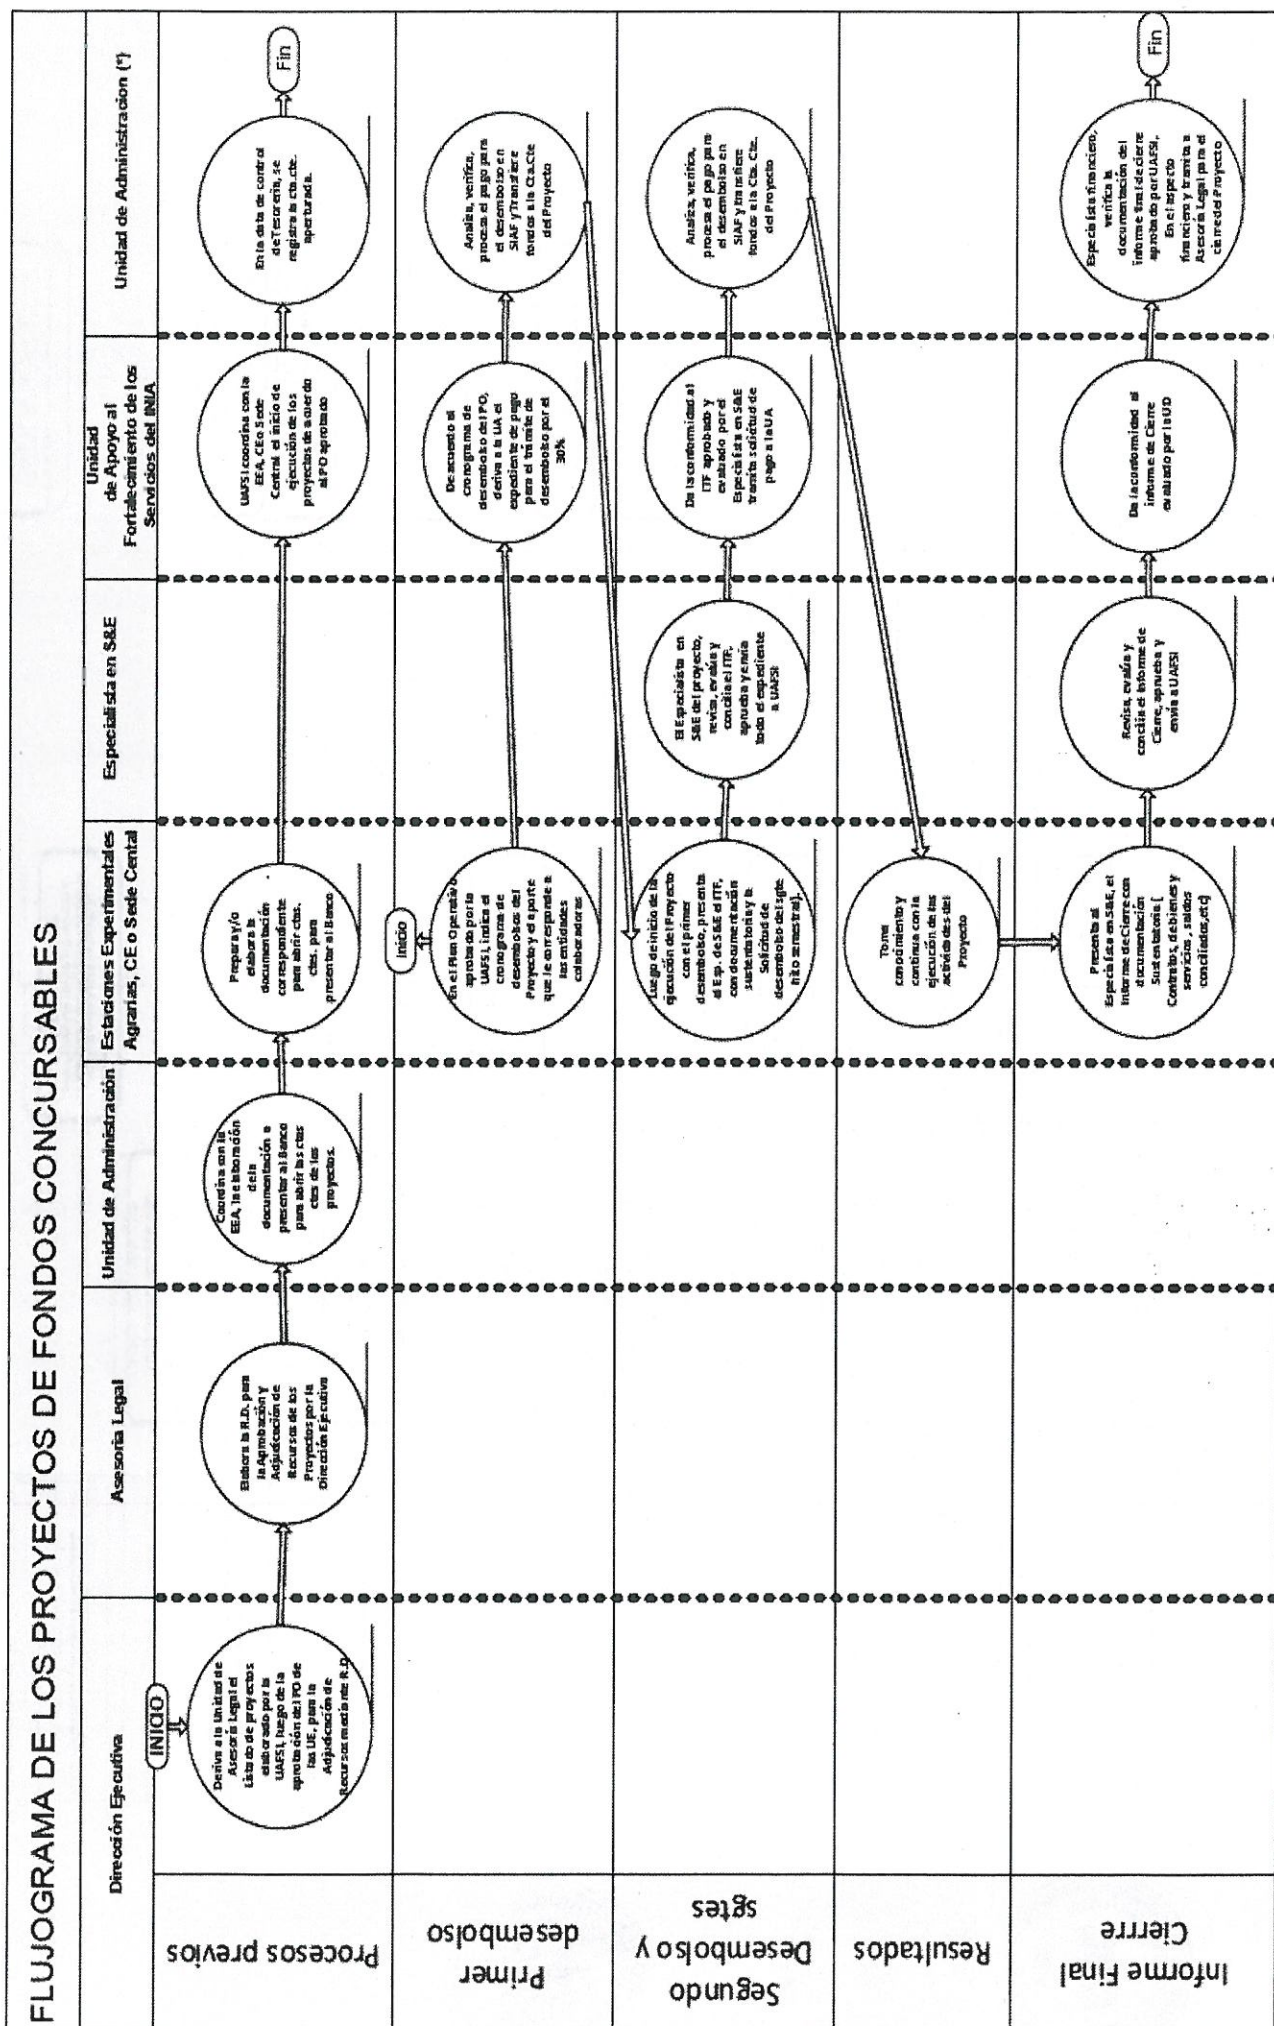 FLUJOGRAMA DE LOS PROYECTOS DE FONDOS CONCURSABLES
Dirección Ejecutiva
Asesoria Legal
Unidad de Administración
Estaciones Experimentales
Agrarias, CE o Sede Cental
Especialista en S&E
Unidad
de Apoyo al
Fortalecimiento de los
Servicios del INIA
Unidad de Administracion (*)
Procesos previos
INICIO
Deriva a la Unidad de
Asesoría Legal el
Listado de proyectos
elaborado por la
UAFSI, luego de la
aprobación del PO de
las UE, para la
Adjudicación de
Recursos mediante R.D.
Elabora la R.D. para
la Aprobación y
Adjudicación de
Recursos de los
Proyectos por la
Dirección Ejecutiva
Coordina con la
EEA, la elaboración
de la
documentación a
presentar al Banco
para abrir las ctas
ctes de los
proyectos.
Prepara y/o
elabora la
documentación
correspondiente
para abrir ctas.
ctes. para
presentar al Banco
UAFSI coordina con la
EEA, CE o Sede
Central el inicio de
ejecución de los
proyectos de acuerdo
al PO aprobado
En la data de control
de Tesorería, se
registra la cta. cte.
aperturada.
Fin
Primer
desembolso
Inicio
En el Plan Operativo
aprobado por la
UAFSI, indica el
cronograma de
desembolsos del
Proyecto y el aporte
que le corresponde a
las entidades
colaboradoras
De acuerdo al
cronograma de
desembolso del PO,
deriva a la UA el
expediente de pago
para el trámite de
desembolso por el
30%
Analiza, verifica,
procesa el pago para
el desembolso en
SIAF y Transfiere
fondos a la Cta.Cte
del Proyecto
Segundo
Desembolso y
sgtes
Luego de inicio de la
ejecución del Proyecto
con el primer
desembolso, presenta
al Esp. de S&E el ITF,
con documentación
sustentatoria y la
Solicitud de
desembolso del sgte
hito semestral).
El Especialista en
S&E del proyecto,
revisa, evalúa y
concilia el ITF,
aprueba y envía
todo el expediente
a UAFSI
Da la conformidad al
ITF aprobado y
evaluado por el
Especialista en S&E
tramita solicitud de
pago a la UA
Analiza, verifica,
procesa el pago para
el desembolso en
SIAF y transfiere
fondos a la Cta. Cte.
del Proyecto
Resultados
Toma
conocimiento y
continua con la
ejecución de las
actividades del
Proyecto
Informe Final
Cierrre
Presenta al
Especialista en S&E, el
Informe de Cierre con
documentación
Sustentatoria (
Contratos, de bienes y
servicios, saldos
conciliados,etc)
Revisa, evalúa y
concilia el Informe de
Cierre, aprueba y
envía a UAFSI
Da la conformidad al
informe de Cierre
evaluado por la UD
Especialista financiero,
verifica la
documentación del
informe final de cierre
aprobado por UAFSI,
En el aspecto
financiero y tramita a
Asesoría Legal para el
cierre del Proyecto
Fin